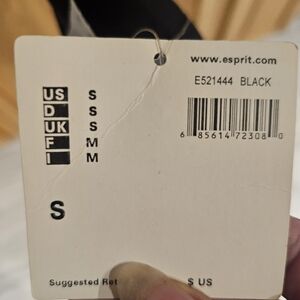 www.esprit.com
E521444 BLACK
US S
D S
UK S
F M
I M
6 85614 72308 0
S
Suggested Ret
$ US